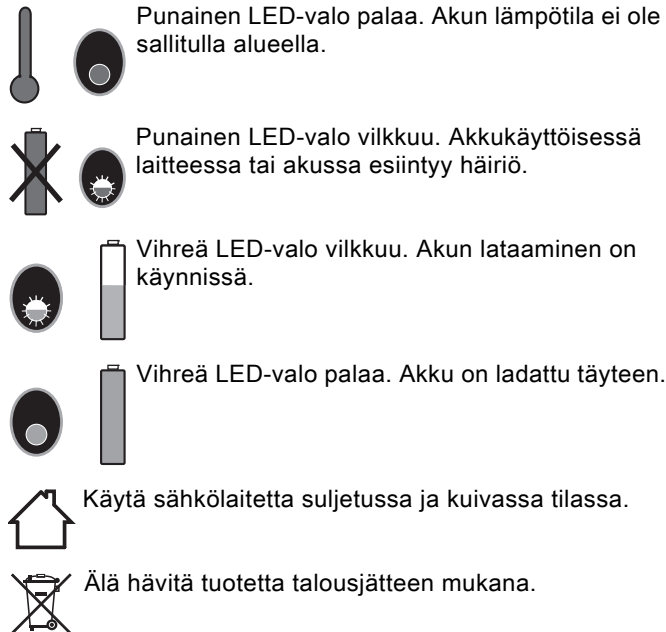 Punainen LED-valo palaa. Akun lämpötila ei ole
sallitulla alueella.
Punainen LED-valo vilkkuu. Akkukäyttöisessä
laitteessa tai akussa esiintyy häiriö.
Vihreä LED-valo vilkkuu. Akun lataaminen on
käynnissä.
Vihreä LED-valo palaa. Akku on ladattu täyteen.
Käytä sähkölaitetta suljetussa ja kuivassa tilassa.
Älä hävitä tuotetta talousjätteen mukana.